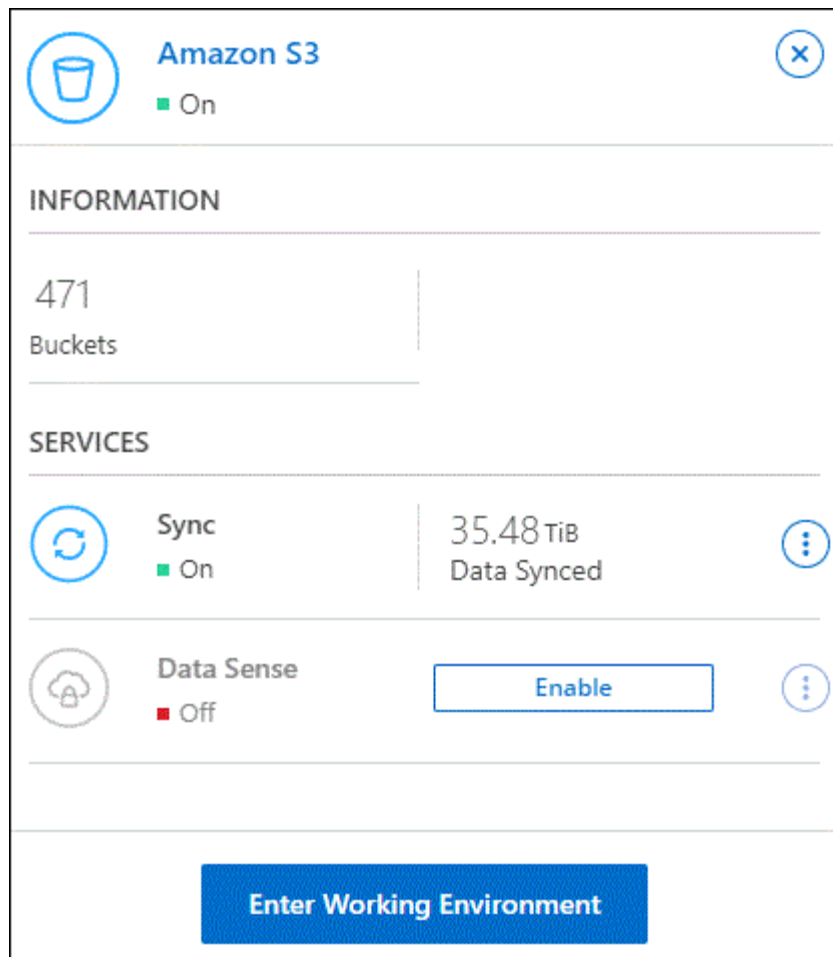 Amazon S3
On
INFORMATION
471
Buckets
SERVICES
Sync
On
35.48 TiB
Data Synced
Data Sense
Off
Enable
Enter Working Environment